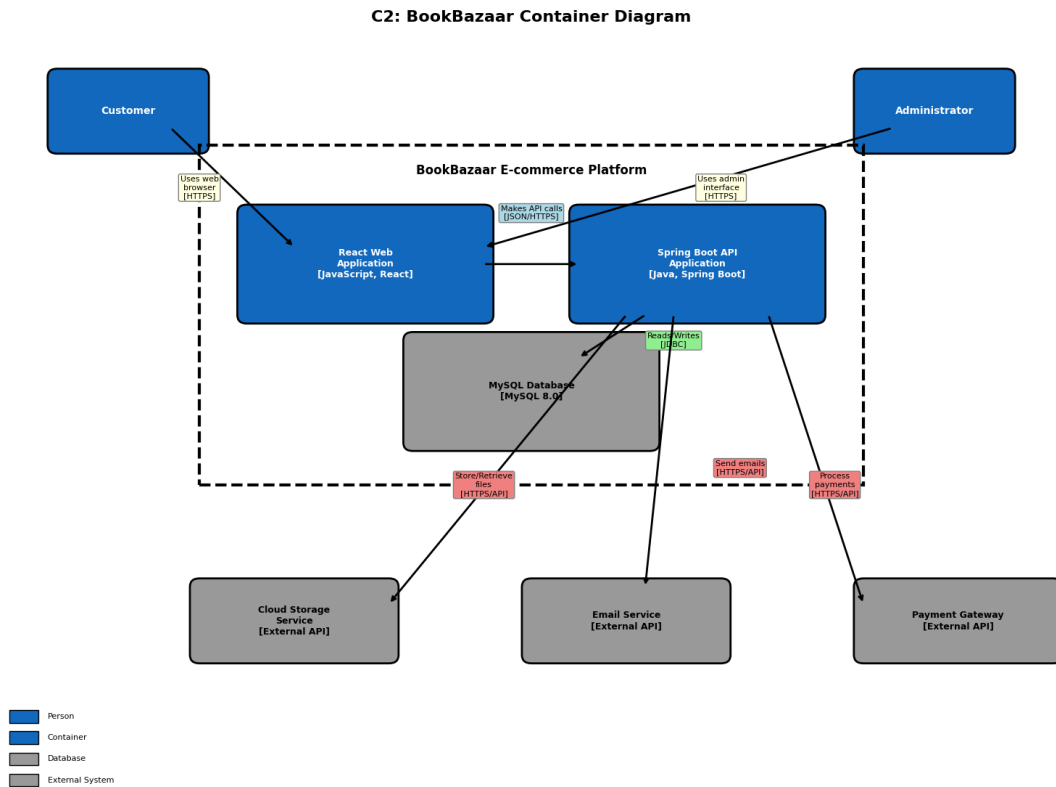 C2: BookBazaar Container Diagram
Customer
Administrator
BookBazaar E-commerce Platform
Uses web
browser
[HTTPS]
Uses admin
interface
[HTTPS]
Makes API calls
[JSON/HTTPS]
React Web
Application
[JavaScript, React]
Spring Boot API
Application
[Java, Spring Boot]
Reads/Writes
[JDBC]
MySQL Database
[MySQL 8.0]
Store/Retrieve
files
[HTTPS/API]
Send emails
[HTTPS/API]
Process
payments
[HTTPS/API]
Cloud Storage
Service
[External API]
Email Service
[External API]
Payment Gateway
[External API]
Person
Container
Database
External System